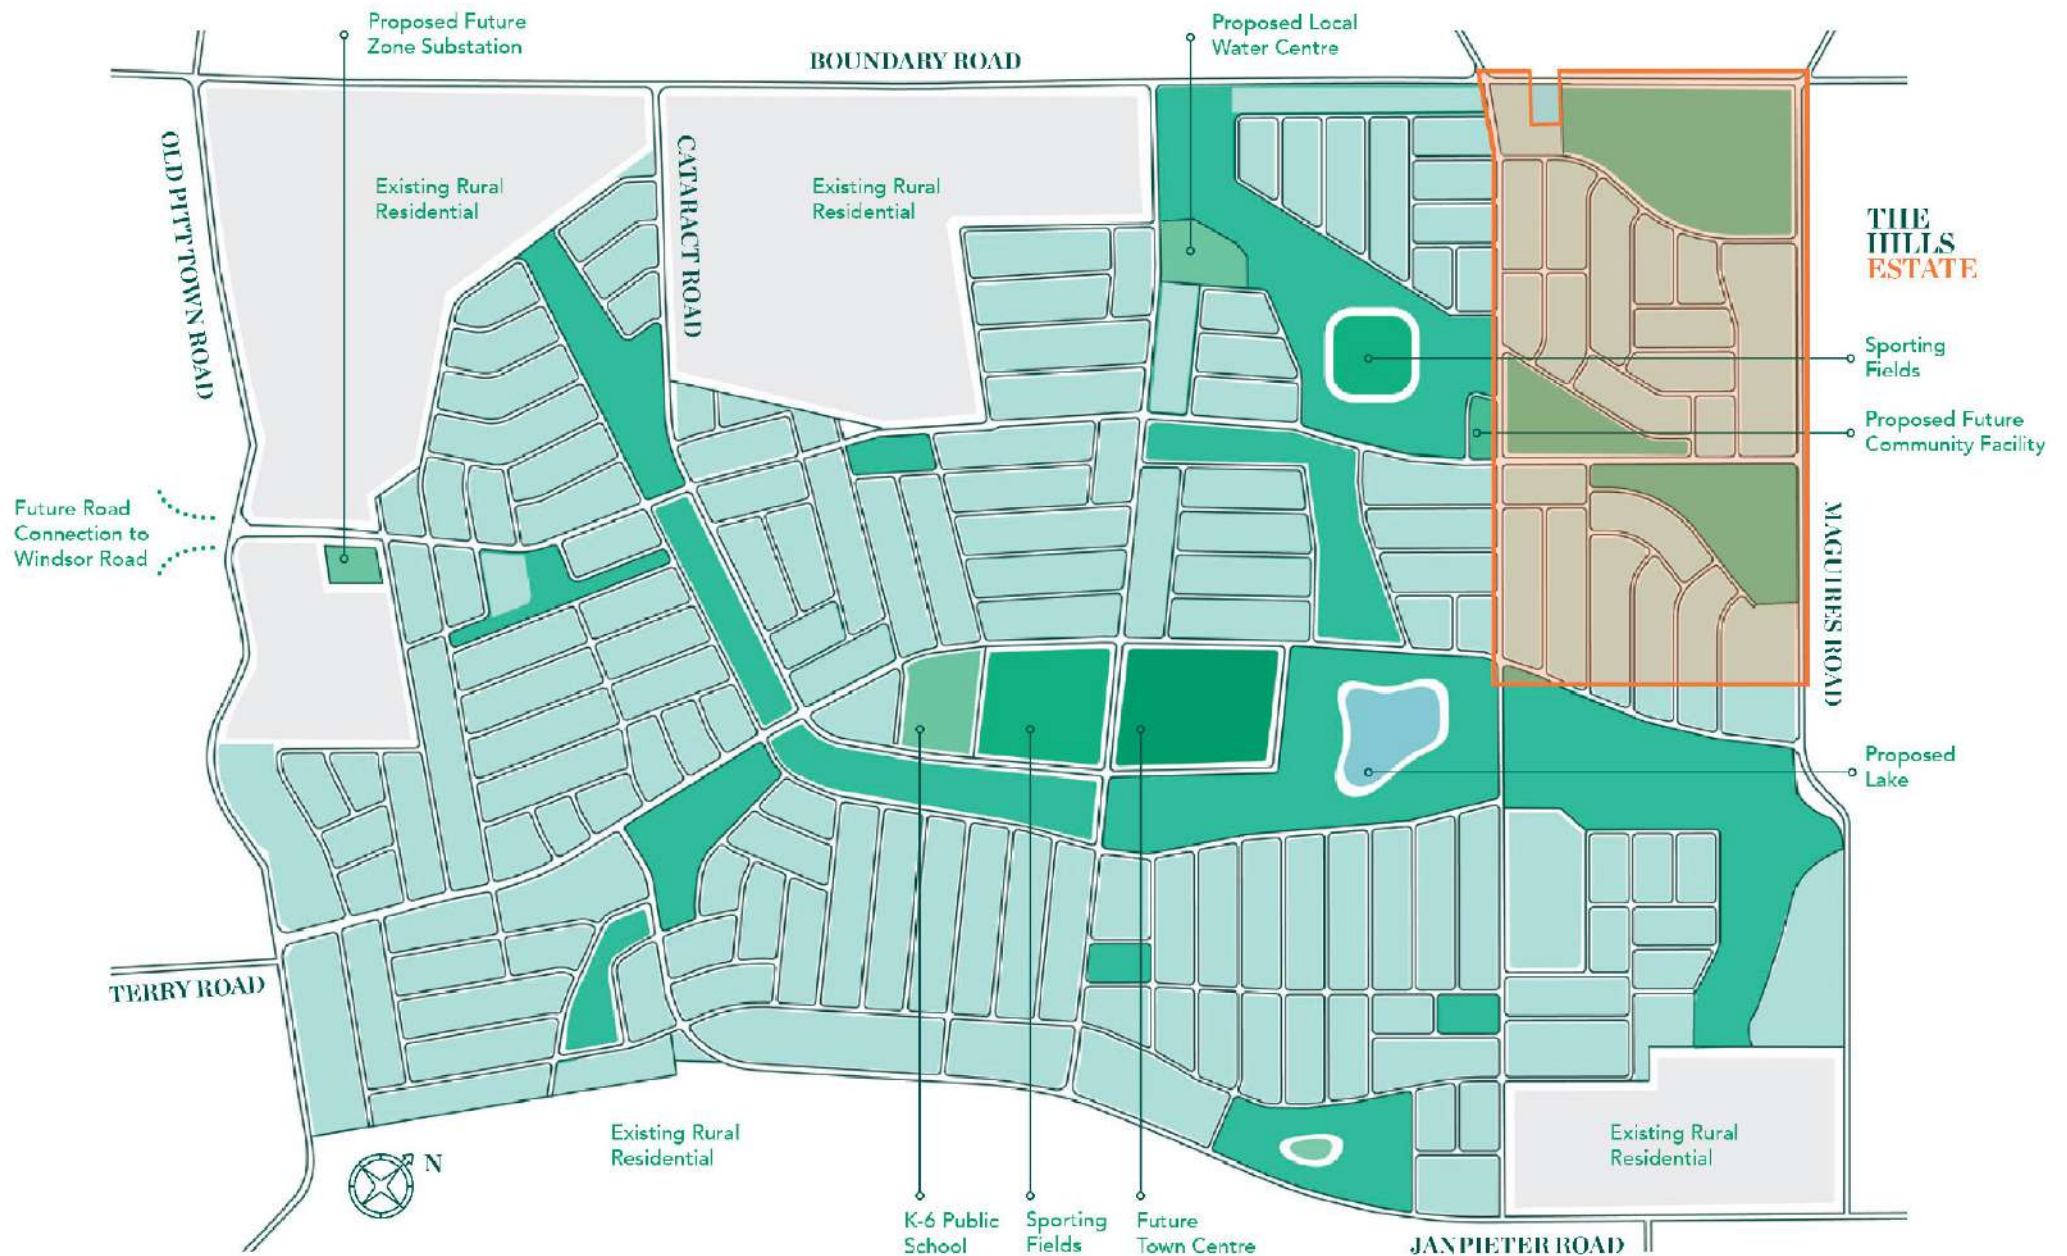 Proposed Future
Zone Substation
Proposed Local
Water Centre
BOUNDARY ROAD
OLD PITT TOWN ROAD
CATARACT ROAD
Existing Rural
Residential
Existing Rural
Residential
THE
HILLS
ESTATE
Sporting
Fields
Proposed Future
Community Facility
Future Road
Connection to
Windsor Road
MAGUIRES ROAD
Proposed
Lake
TERRY ROAD
Existing Rural
Residential
Existing Rural
Residential
N
K-6 Public
School
Sporting
Fields
Future
Town Centre
JANPIETER ROAD